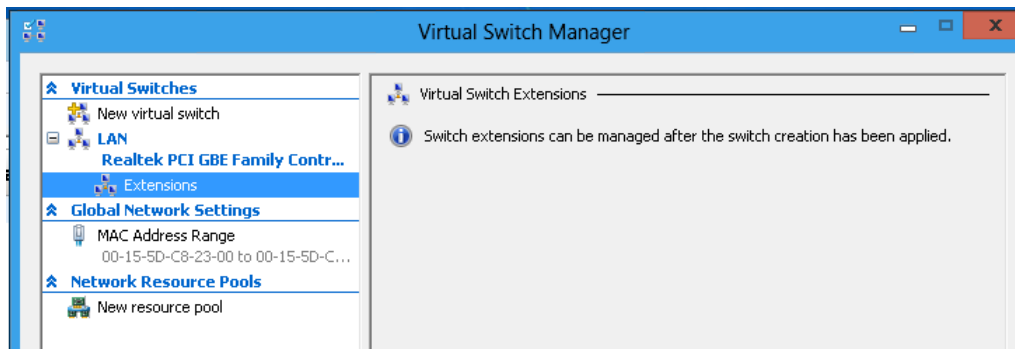 Virtual Switch Manager
Virtual Switches
New virtual switch
LAN
Realtek PCI GBE Family Contr...
Extensions
Global Network Settings
MAC Address Range
00-15-5D-C8-23-00 to 00-15-5D-C...
Network Resource Pools
New resource pool
Virtual Switch Extensions
Switch extensions can be managed after the switch creation has been applied.